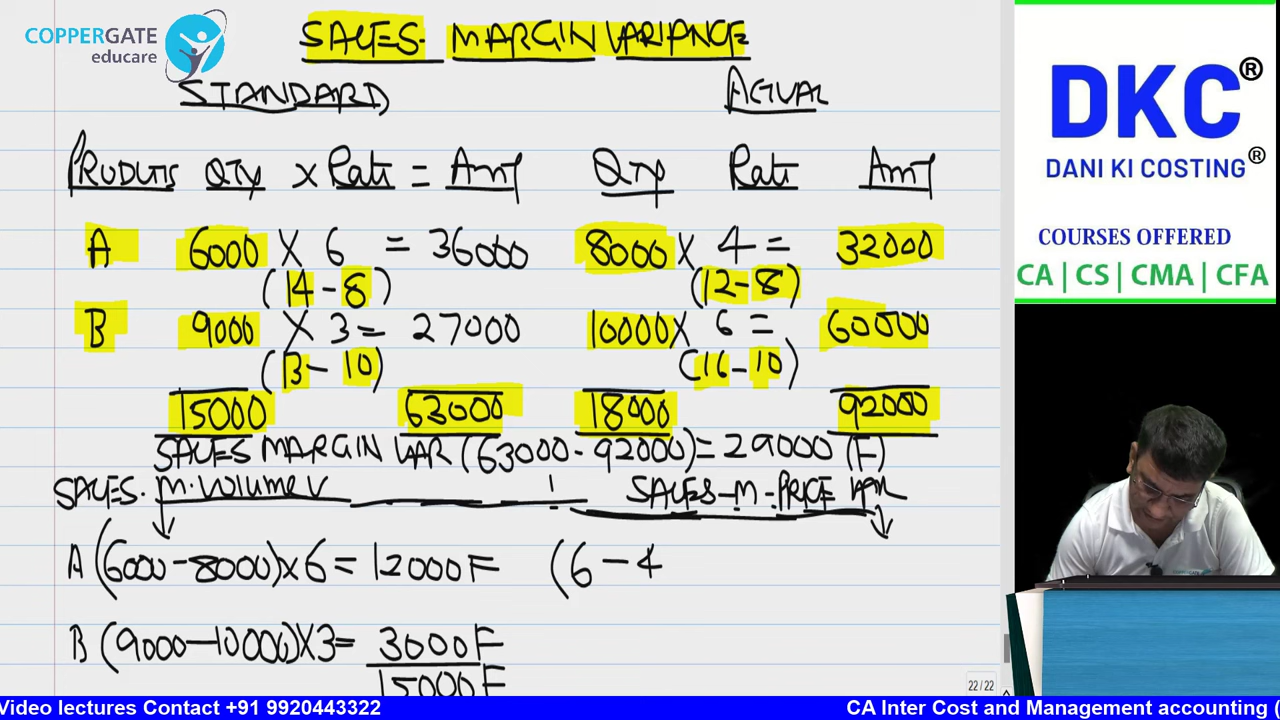 COPPERGATE
educare
SALES MARGIN VARIANCE
STANDARD ACTUAL
PRODUTS QTY x Rate = AmT QTY Rate AmT
A 6000 X 6 = 36000 8000 X 4 = 32000
(14-8) (12-8)
B 9000 X 3 = 27000 10000 X 6 = 60000
(13-10) (16-10)
15000 63000 18000 92000
SALES MARGIN VAR (63000-92000) = 29000 (F)
SALES. M. VOLUME V SALES-M-PRICE VAR
A (6000-8000) x 6 = 12000 F (6-4
B (9000-10000) X 3 = 3000F
15000F
22 / 22
DKC®
DANI KI COSTING®
COURSES OFFERED
CA | CS | CMA | CFA
Video lectures Contact +91 9920443322 CA Inter Cost and Management accounting (